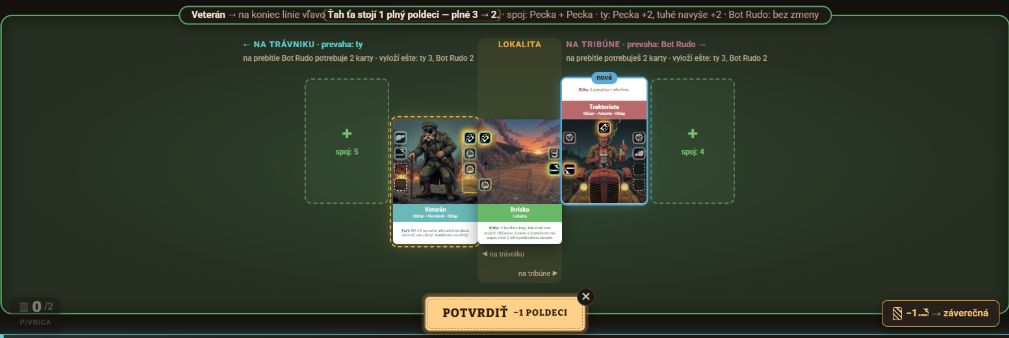 Veterán → na koniec línie vľavo Ťah ťa stojí 1 plný poldeci — plné 3 → 2. · spoj: Pecka + Pecka · ty: Pecka +2, tuhé navyše +2 · Bot Rudo: bez zmeny
← NA TRÁVNIKU · prevaha: ty
na prebitie Bot Rudo potrebuje 2 karty · vyloží ešte: ty 3, Bot Rudo 2
LOKALITA
NA TRIBÚNE · prevaha: Bot Rudo →
na prebitie potrebuješ 2 karty · vyloží ešte: ty 3, Bot Rudo 2
nová
Traktorista
+
spoj: 5
+
spoj: 4
Veterán
Ihrisko
Lokalita
◀ na trávniku
na tribúne ▶
0 /2
PIVNICA
POTVRDIŤ −1 POLDECI
✕
−1 → záverečná